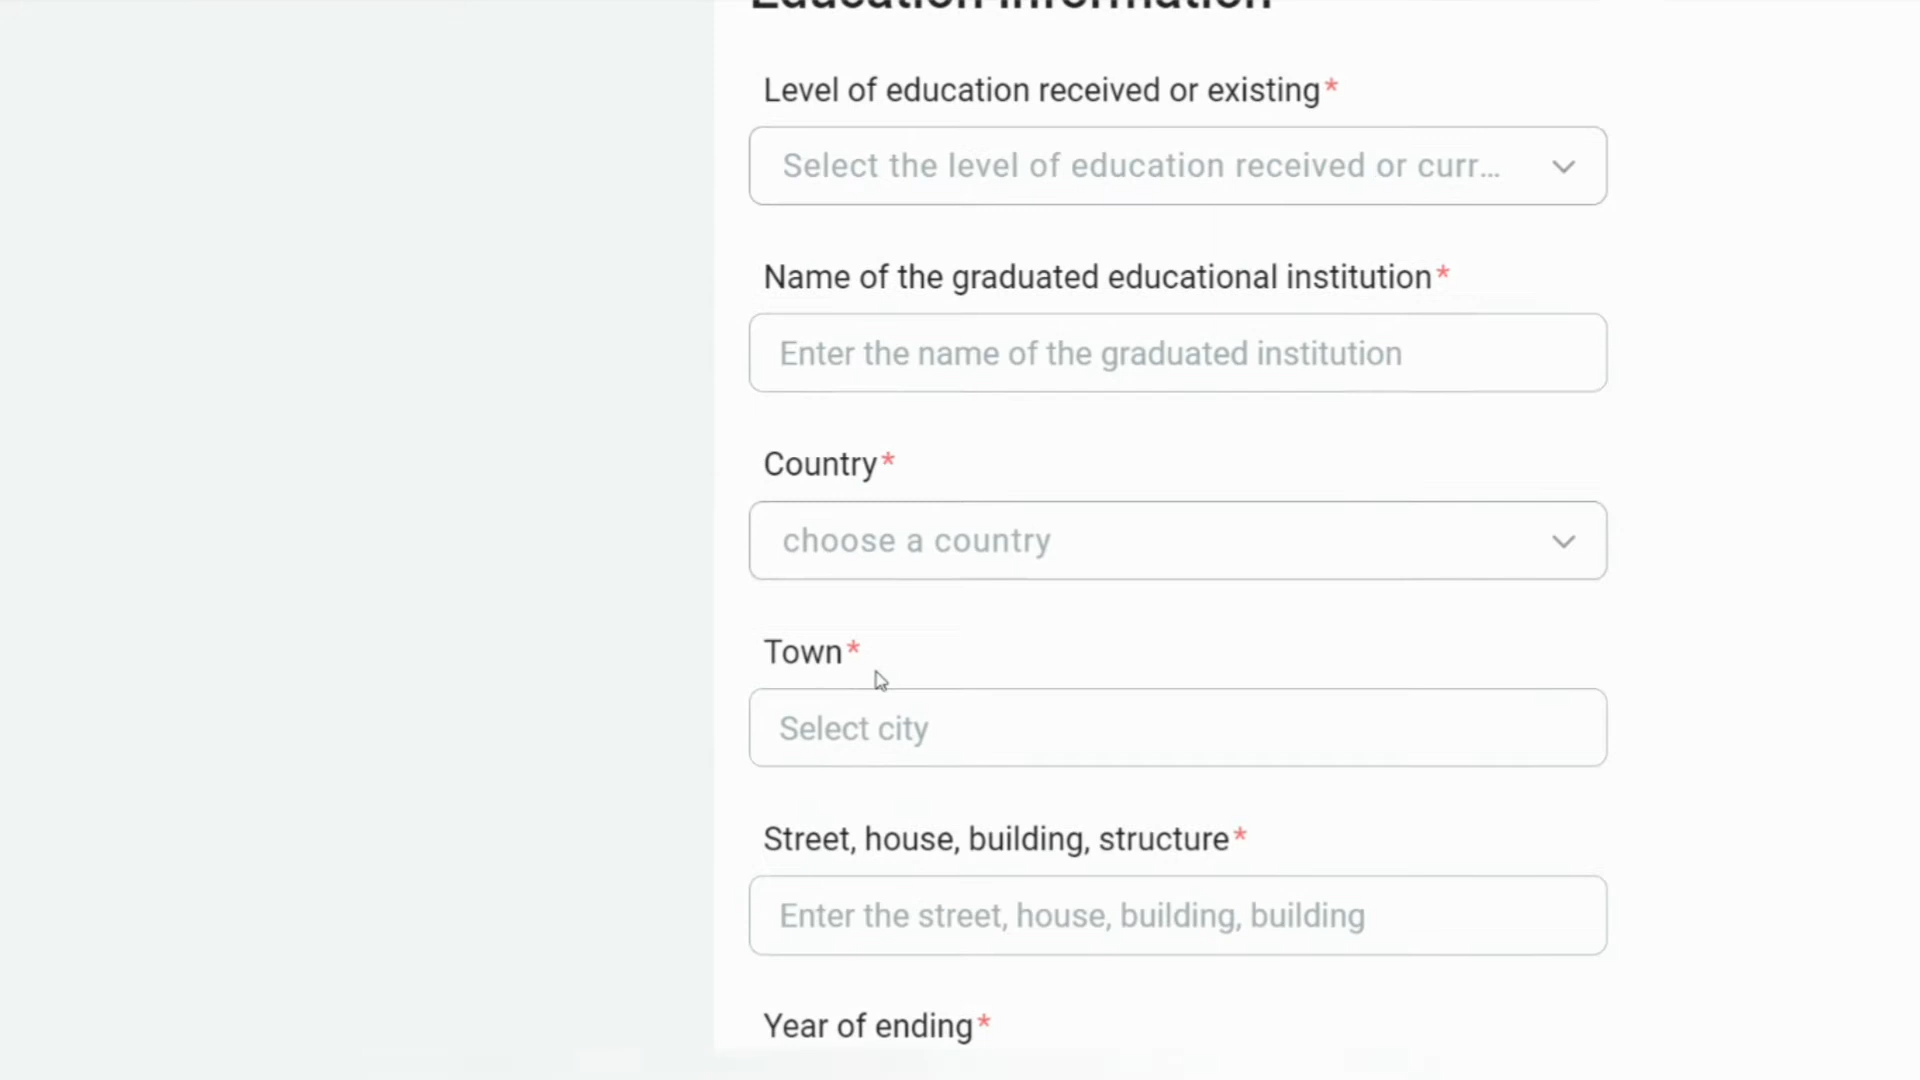 Education Information
Level of education received or existing*
Select the level of education received or curr...
Name of the graduated educational institution*
Enter the name of the graduated institution
Country*
choose a country
Town*
Select city
Street, house, building, structure*
Enter the street, house, building, building
Year of ending*